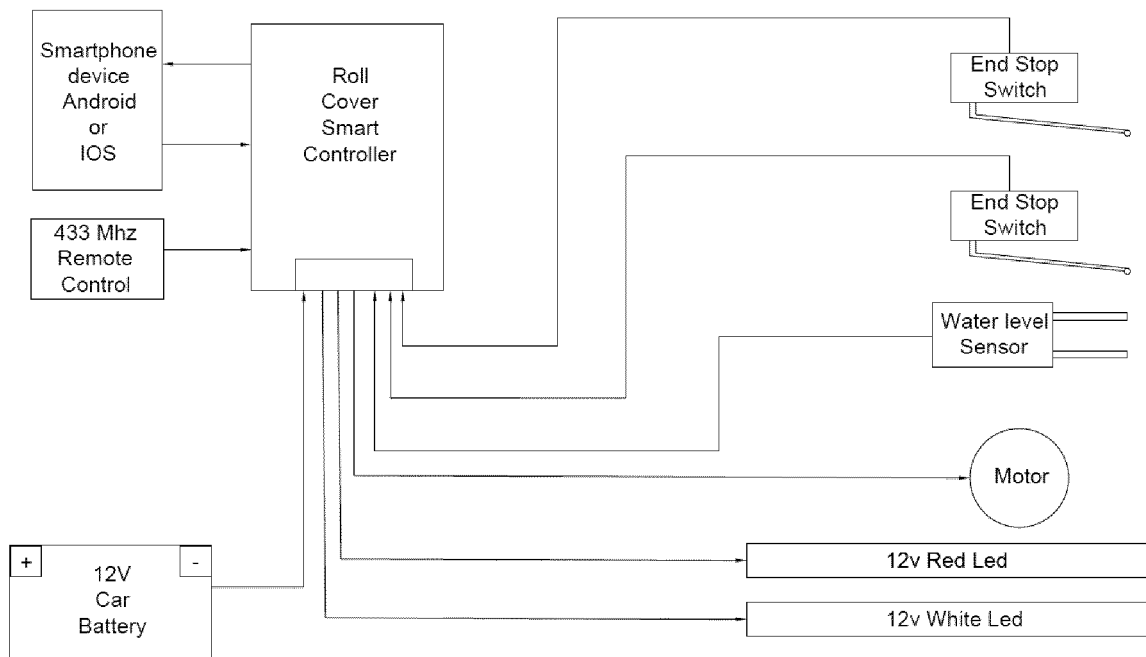 Smartphone
device
Android
or
IOS
Roll
Cover
Smart
Controller
End Stop
Switch
433 Mhz
Remote
Control
End Stop
Switch
Water level
Sensor
Motor
+
-
12V
Car
Battery
12v Red Led
12v White Led